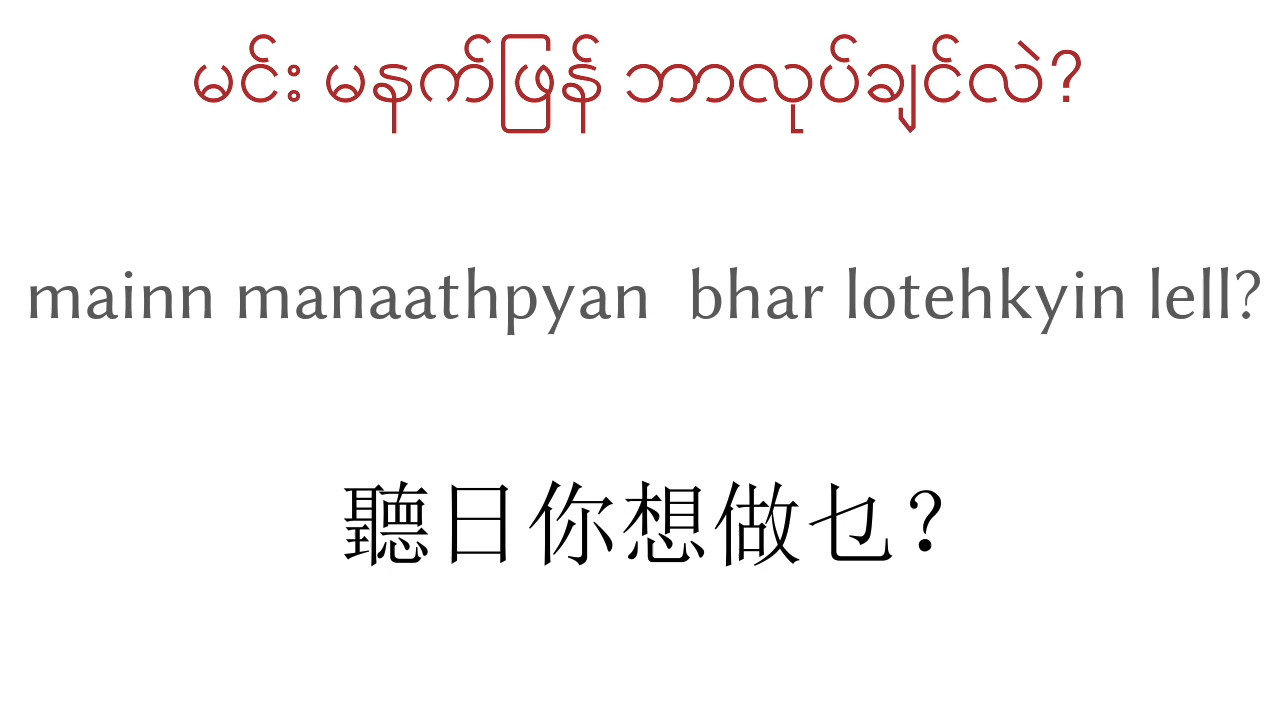 မင်း မနက်ဖြန် ဘာလုပ်ချင်လဲ?
mainn manaathpyan bhar lotehkyin lell?
聽日你想做乜？